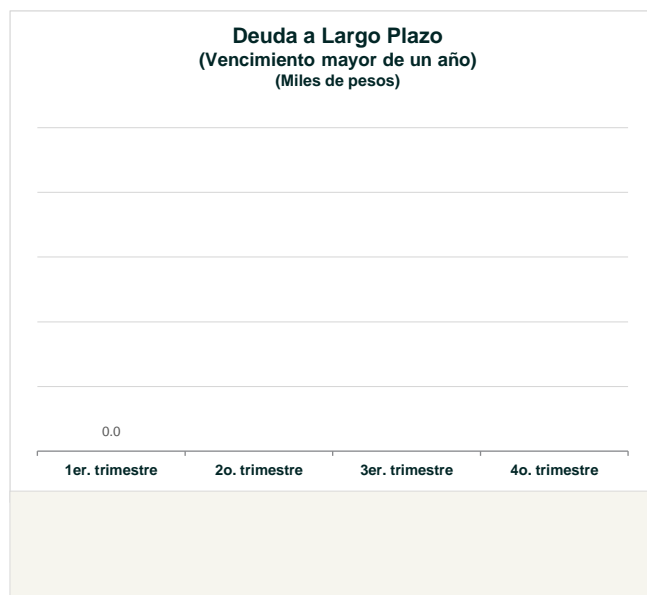 Deuda a Largo Plazo
(Vencimiento mayor de un año)
(Miles de pesos)
0.0
1er. trimestre 2o. trimestre 3er. trimestre 4o. trimestre